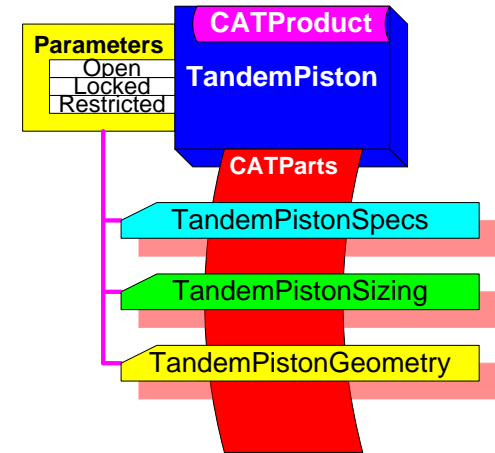 CATProduct
Parameters
Open
Locked
Restricted
TandemPiston
CATParts
TandemPistonSpecs
TandemPistonSizing
TandemPistonGeometry